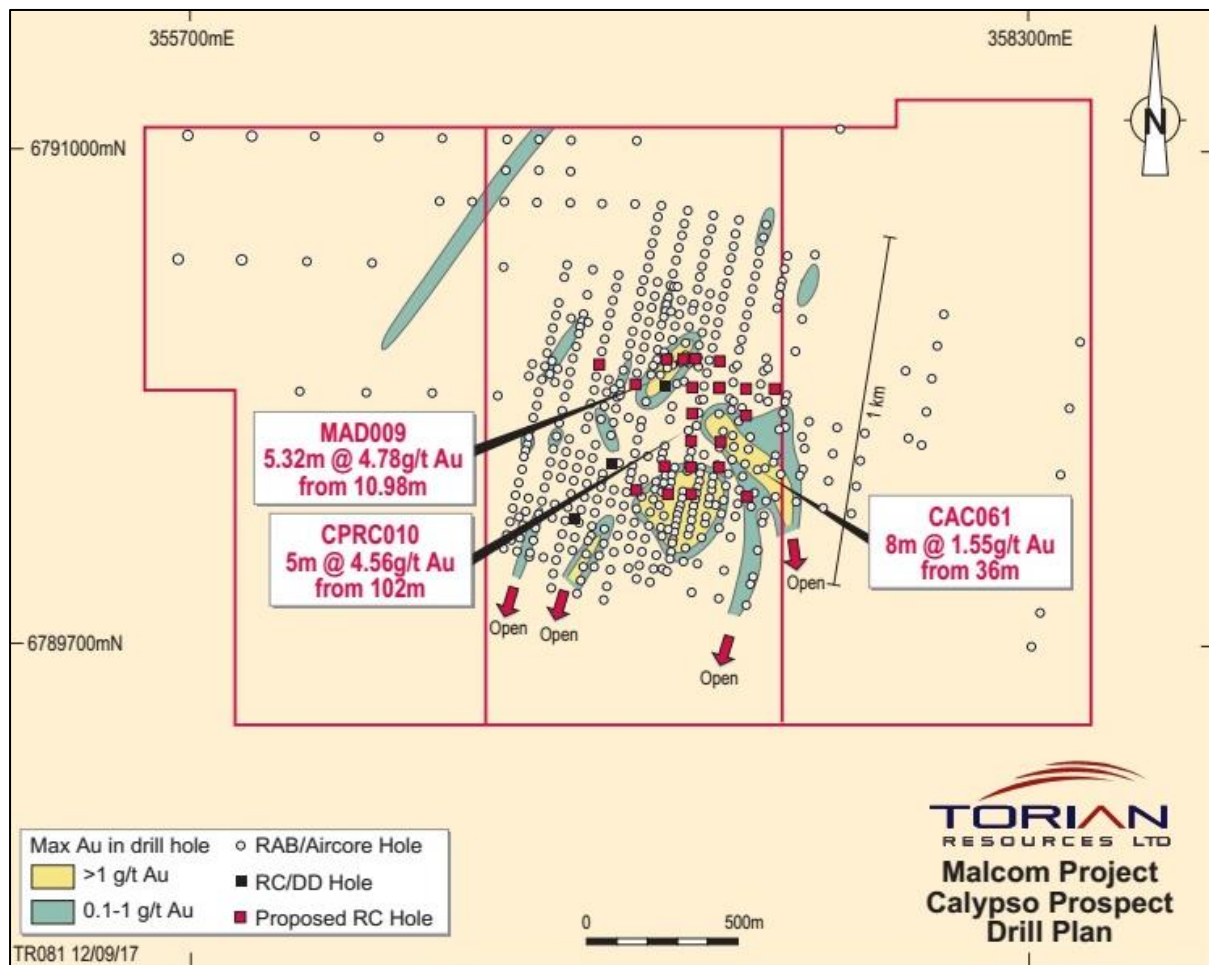 355700mE
358300mE
N
6791000mN
1 km
MAD009
5.32m @ 4.78g/t Au
from 10.98m
CPRC010
5m @ 4.56g/t Au
from 102m
CAC061
8m @ 1.55g/t Au
from 36m
Open
Open
Open
Open
6789700mN
Max Au in drill hole
>1 g/t Au
0.1-1 g/t Au
RAB/Aircore Hole
RC/DD Hole
Proposed RC Hole
0 500m
TORIAN
RESOURCES LTD
Malcom Project
Calypso Prospect
Drill Plan
TR081 12/09/17